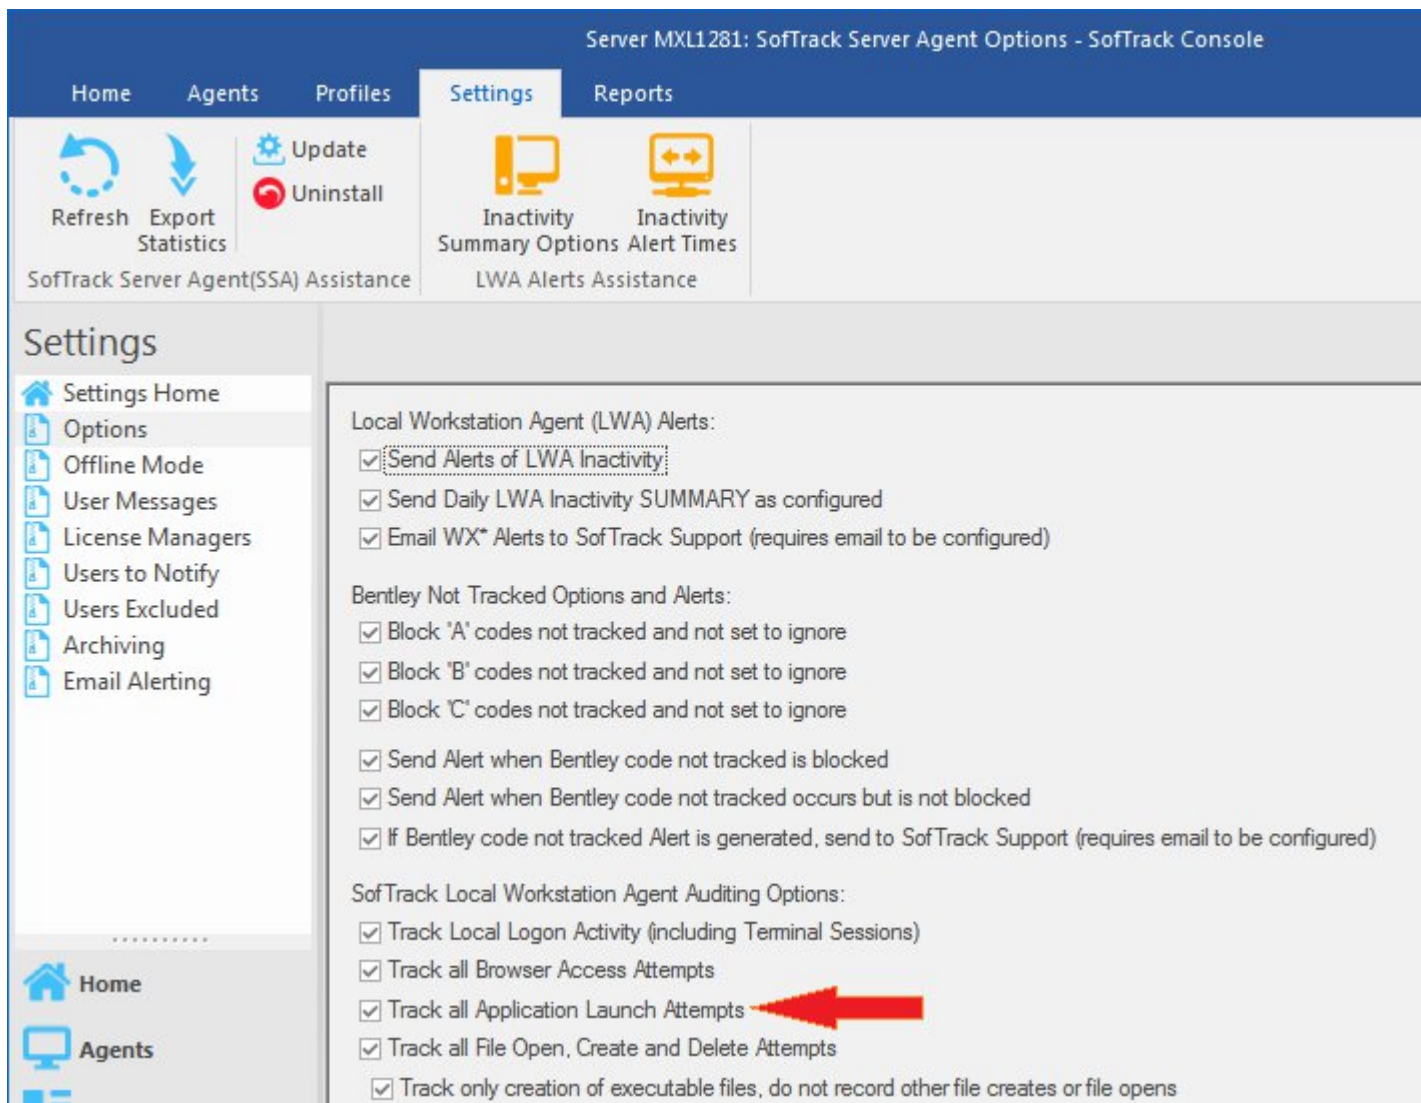 Server MXL1281: SofTrack Server Agent Options - SofTrack Console
Home Agents Profiles Settings Reports
Refresh
Export Statistics
Update
Uninstall
Inactivity Summary Options
Inactivity Alert Times
SofTrack Server Agent(SSA) Assistance
LWA Alerts Assistance
Settings
Settings Home
Options
Offline Mode
User Messages
License Managers
Users to Notify
Users Excluded
Archiving
Email Alerting
Home
Agents
Local Workstation Agent (LWA) Alerts:
Send Alerts of LWA Inactivity
Send Daily LWA Inactivity SUMMARY as configured
Email WX* Alerts to SofTrack Support (requires email to be configured)
Bentley Not Tracked Options and Alerts:
Block 'A' codes not tracked and not set to ignore
Block 'B' codes not tracked and not set to ignore
Block 'C' codes not tracked and not set to ignore
Send Alert when Bentley code not tracked is blocked
Send Alert when Bentley code not tracked occurs but is not blocked
If Bentley code not tracked Alert is generated, send to SofTrack Support (requires email to be configured)
SofTrack Local Workstation Agent Auditing Options:
Track Local Logon Activity (including Terminal Sessions)
Track all Browser Access Attempts
Track all Application Launch Attempts
Track all File Open, Create and Delete Attempts
Track only creation of executable files, do not record other file creates or file opens